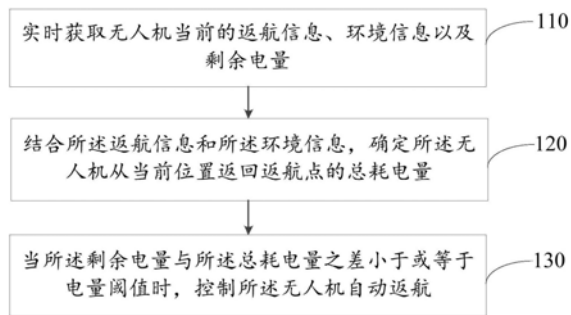 实时获取无人机当前的返航信息、环境信息以及
剩余电量
110
结合所述返航信息和所述环境信息，确定所述无
人机从当前位置返回返航点的总耗电量
120
当所述剩余电量与所述总耗电量之差小于或等于
电量阈值时，控制所述无人机自动返航
130